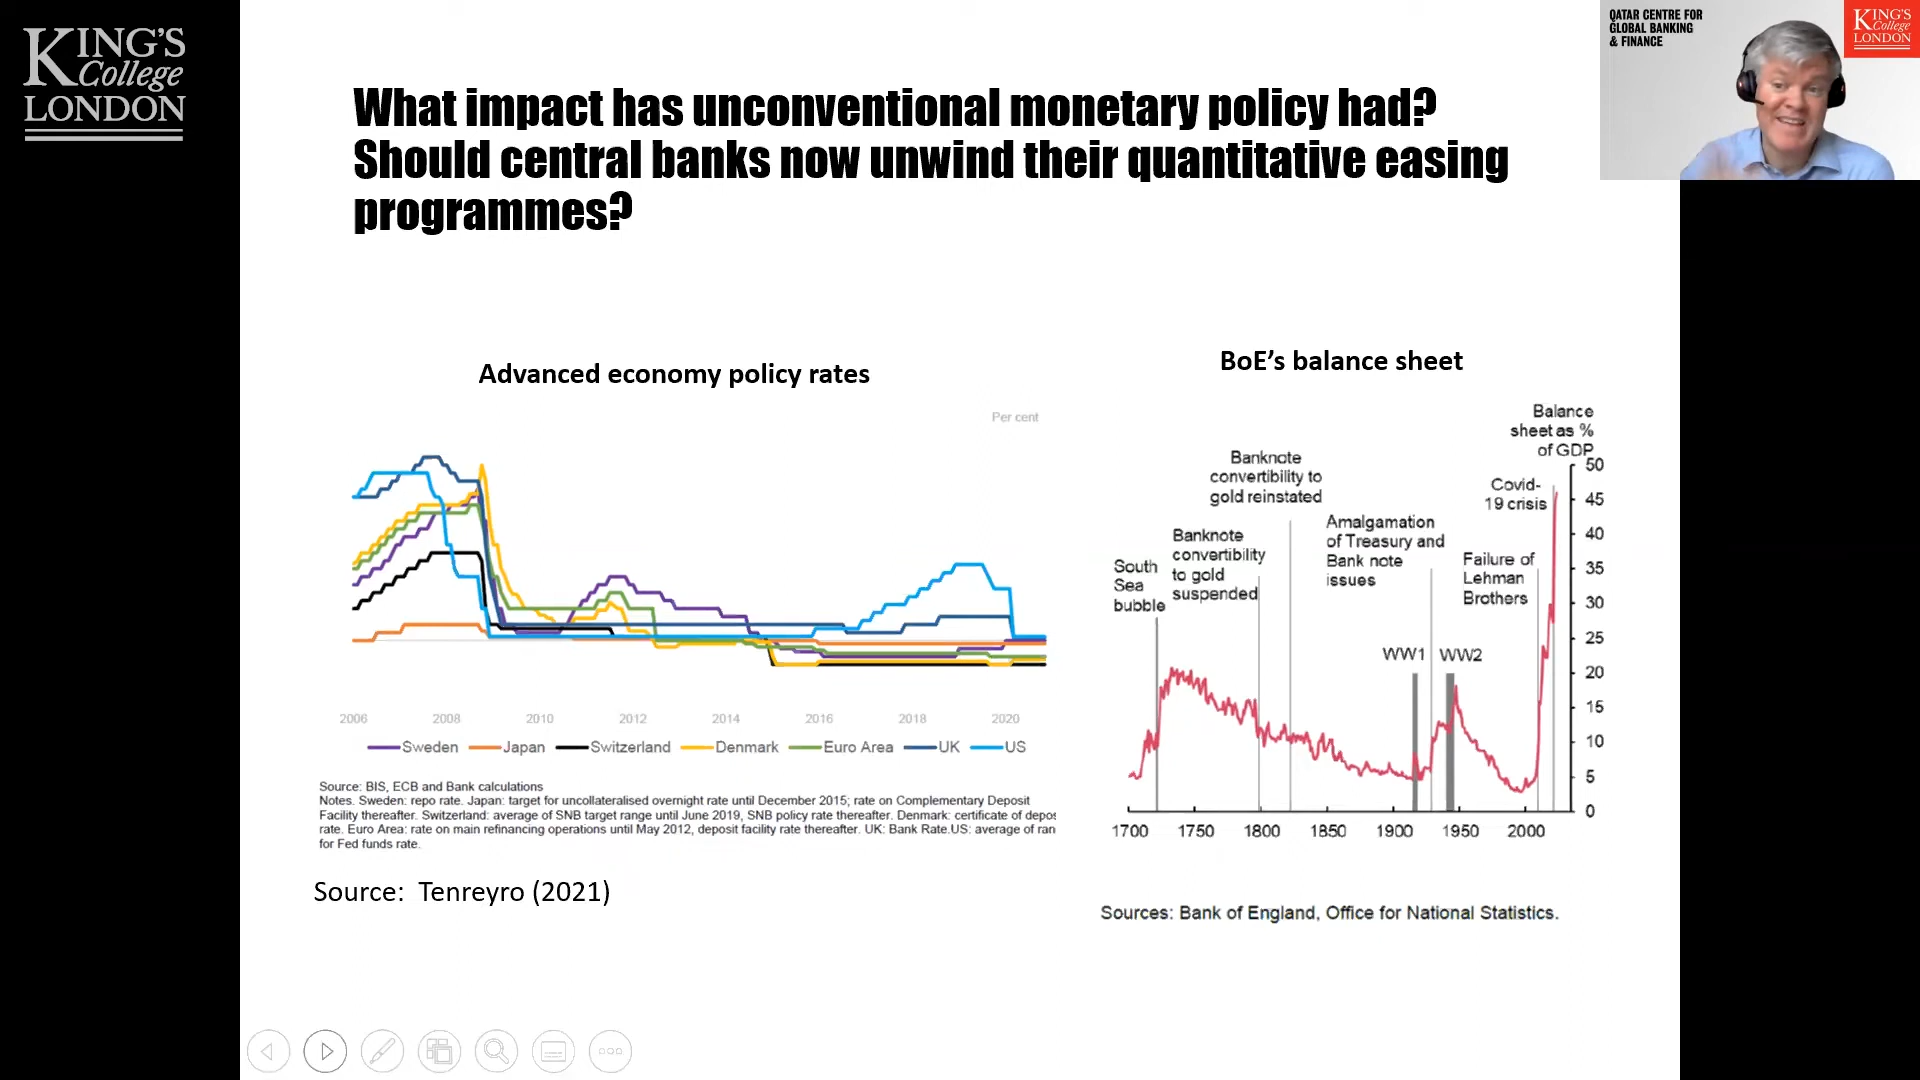 KING'S
College
LONDON
QATAR CENTRE FOR
GLOBAL BANKING
& FINANCE
KING'S
College
LONDON
What impact has unconventional monetary policy had?
Should central banks now unwind their quantitative easing
programmes?
Advanced economy policy rates
Per cent
2006 2008 2010 2012 2014 2016 2018 2020
Sweden Japan Switzerland Denmark Euro Area UK US
Source: BIS, ECB and Bank calculations
Notes. Sweden: repo rate. Japan: target for uncollateralised overnight rate until December 2015; rate on Complementary Deposit
Facility thereafter. Switzerland: average of SNB target range until June 2019, SNB policy rate thereafter. Denmark: certificate of depos
rate. Euro Area: rate on main refinancing operations until May 2012, deposit facility rate thereafter. UK: Bank Rate.US: average of ran
for Fed funds rate.
Source: Tenreyro (2021)
BoE's balance sheet
Balance
sheet as %
of GDP
Banknote
convertibility to
gold reinstated
Covid-
19 crisis
Banknote
convertibility
to gold
suspended
Amalgamation
of Treasury and
Bank note
issues
South
Sea
bubble
Failure of
Lehman
Brothers
WW1 WW2
50
45
40
35
30
25
20
15
10
5
0
1700 1750 1800 1850 1900 1950 2000
Sources: Bank of England, Office for National Statistics.